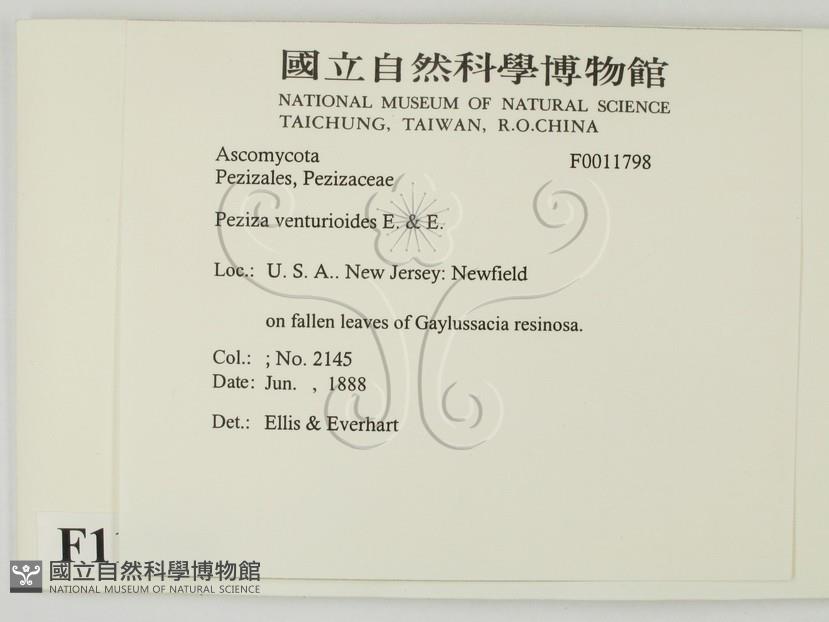 國立自然科學博物館
NATIONAL MUSEUM OF NATURAL SCIENCE
TAICHUNG, TAIWAN, R.O.CHINA
Ascomycota F0011798
Pezizales, Pezizaceae
Peziza venturioides E. & E.
Loc.: U. S. A.. New Jersey: Newfield
on fallen leaves of Gaylussacia resinosa.
Col.: ; No. 2145
Date: Jun. , 1888
Det.: Ellis & Everhart
F1
國立自然科學博物館
NATIONAL MUSEUM OF NATURAL SCIENCE